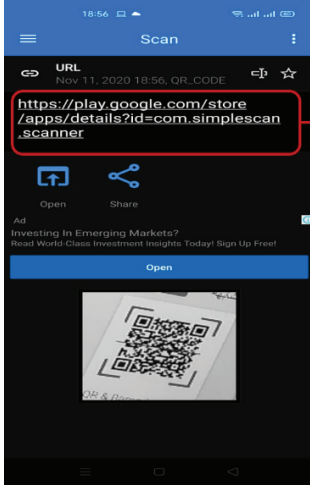 18:56
Scan
URL
Nov 11, 2020 18:56, QR_CODE
https://play.google.com/store
/apps/details?id=com.simplescan
.scanner
Open
Share
Ad
Investing In Emerging Markets?
Read World-Class Investment Insights Today! Sign Up Free!
Open
QR &